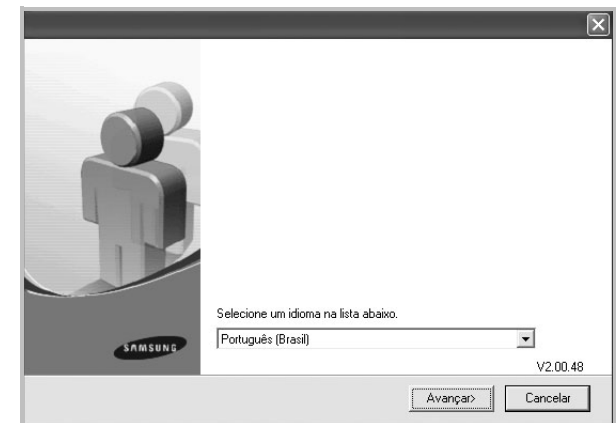 Selecione um idioma na lista abaixo.
Português (Brasil)
SAMSUNG
V2.00.48
Avançar>
Cancelar